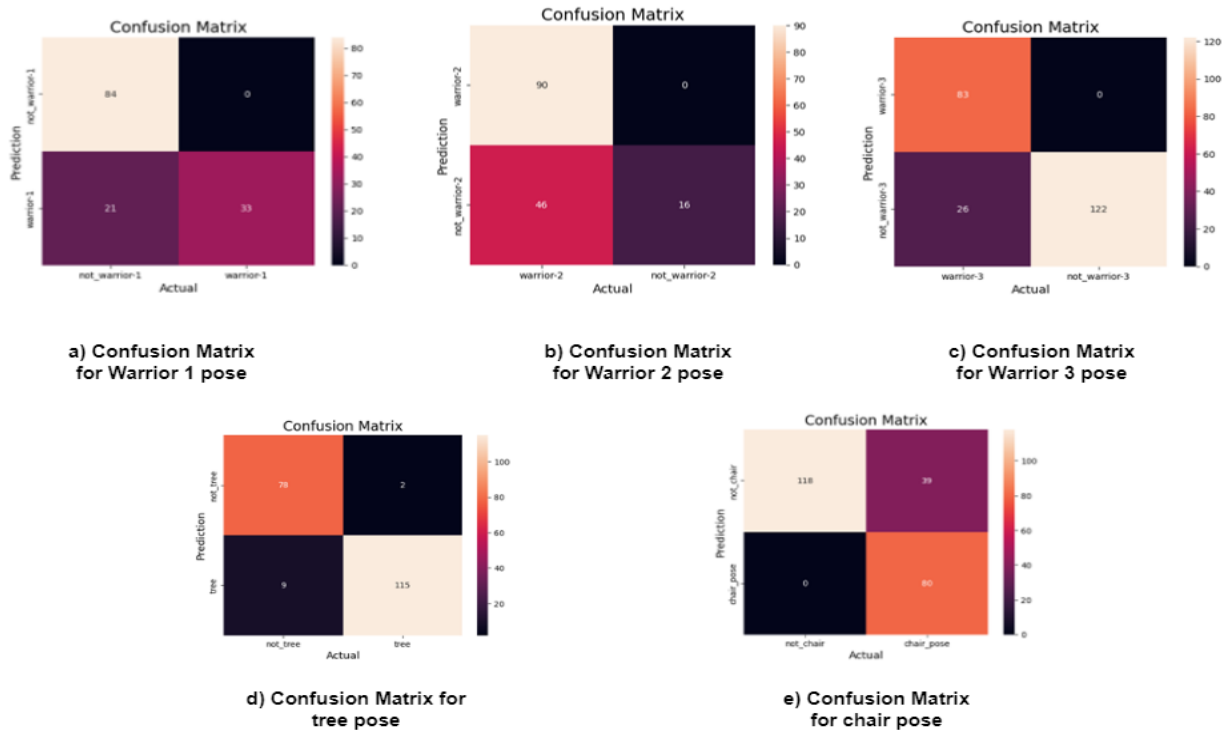 Confusion Matrix
not_warrior-1
warrior-1
Prediction
84
0
21
33
not_warrior-1
warrior-1
Actual
80
70
60
50
40
30
20
10
0
a) Confusion Matrix
for Warrior 1 pose
Confusion Matrix
warrior-2
not_warrior-2
Prediction
90
0
46
16
warrior-2
not_warrior-2
Actual
90
80
70
60
50
40
30
20
10
0
b) Confusion Matrix
for Warrior 2 pose
Confusion Matrix
warrior-3
not_warrior-3
Prediction
83
0
26
122
warrior-3
not_warrior-3
Actual
120
100
80
60
40
20
0
c) Confusion Matrix
for Warrior 3 pose
Confusion Matrix
not_tree
tree
Prediction
78
2
9
115
not_tree
tree
Actual
100
80
60
40
20
d) Confusion Matrix for
tree pose
Confusion Matrix
not_chair
chair_pose
Prediction
118
39
0
80
not_chair
chair_pose
Actual
100
80
60
40
20
0
e) Confusion Matrix
for chair pose